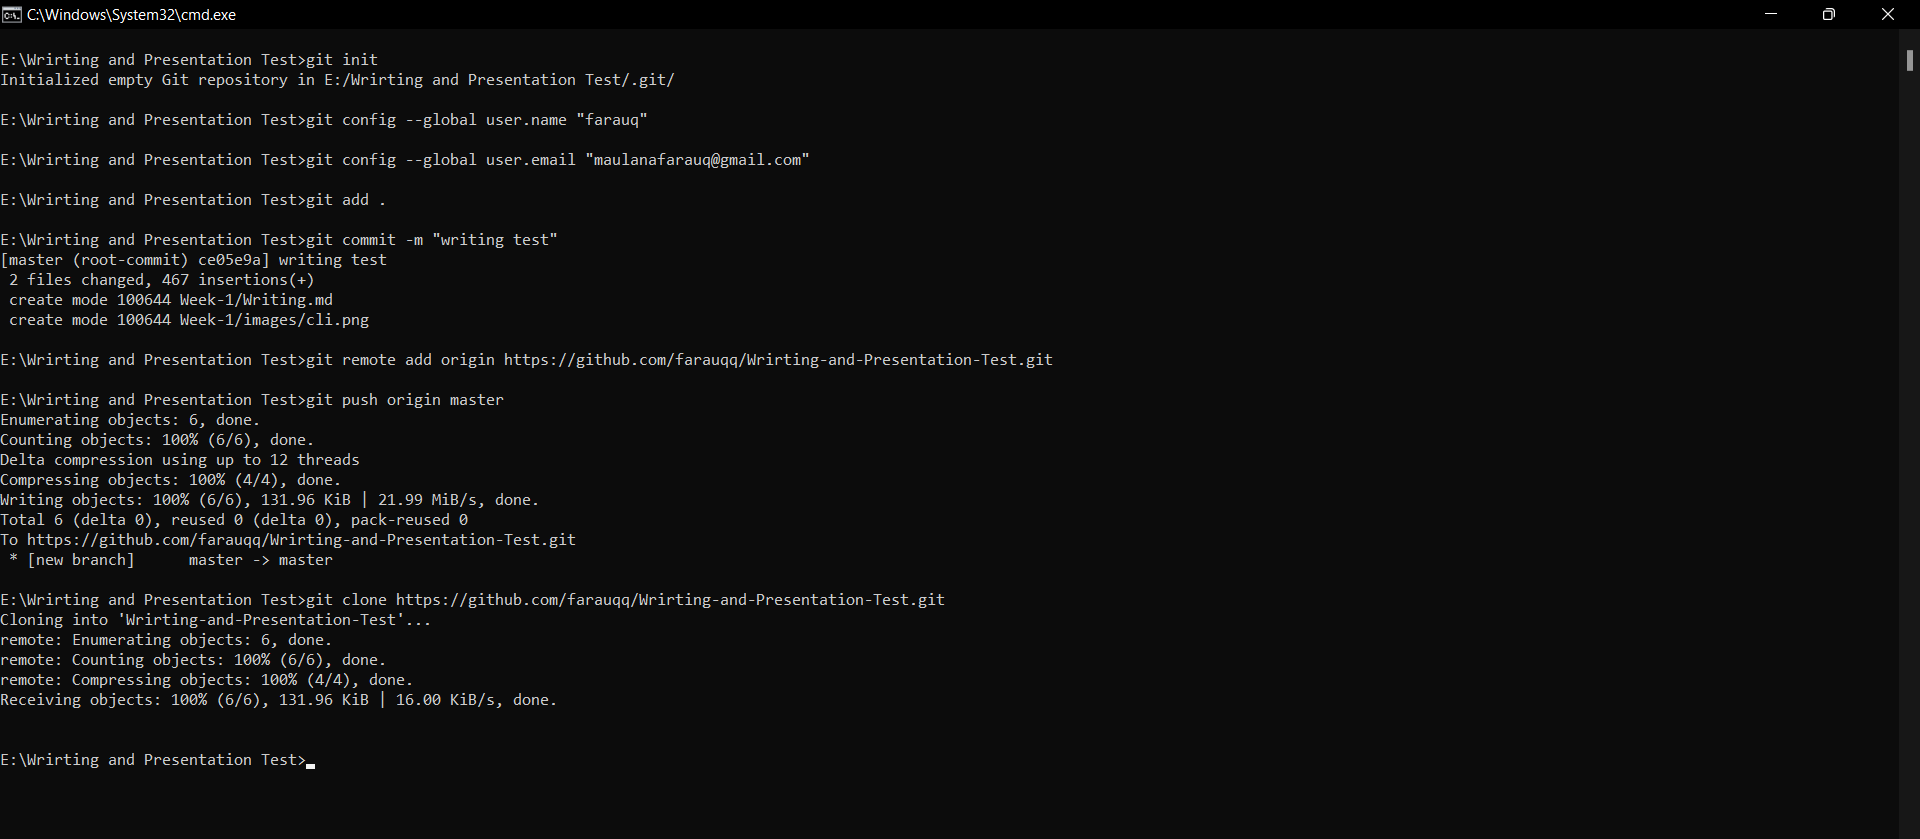 C:\Windows\System32\cmd.exe
E:\Wrirting and Presentation Test>git init
Initialized empty Git repository in E:/Wrirting and Presentation Test/.git/
E:\Wrirting and Presentation Test>git config --global user.name "farauq"
E:\Wrirting and Presentation Test>git config --global user.email "maulanafarauq@gmail.com"
E:\Wrirting and Presentation Test>git add .
E:\Wrirting and Presentation Test>git commit -m "writing test"
[master (root-commit) ce05e9a] writing test
 2 files changed, 467 insertions(+)
 create mode 100644 Week-1/Writing.md
 create mode 100644 Week-1/images/cli.png
E:\Wrirting and Presentation Test>git remote add origin https://github.com/farauqq/Wrirting-and-Presentation-Test.git
E:\Wrirting and Presentation Test>git push origin master
Enumerating objects: 6, done.
Counting objects: 100% (6/6), done.
Delta compression using up to 12 threads
Compressing objects: 100% (4/4), done.
Writing objects: 100% (6/6), 131.96 KiB | 21.99 MiB/s, done.
Total 6 (delta 0), reused 0 (delta 0), pack-reused 0
To https://github.com/farauqq/Wrirting-and-Presentation-Test.git
 * [new branch]      master -> master
E:\Wrirting and Presentation Test>git clone https://github.com/farauqq/Wrirting-and-Presentation-Test.git
Cloning into 'Wrirting-and-Presentation-Test'...
remote: Enumerating objects: 6, done.
remote: Counting objects: 100% (6/6), done.
remote: Compressing objects: 100% (4/4), done.
Receiving objects: 100% (6/6), 131.96 KiB | 16.00 KiB/s, done.
E:\Wrirting and Presentation Test>